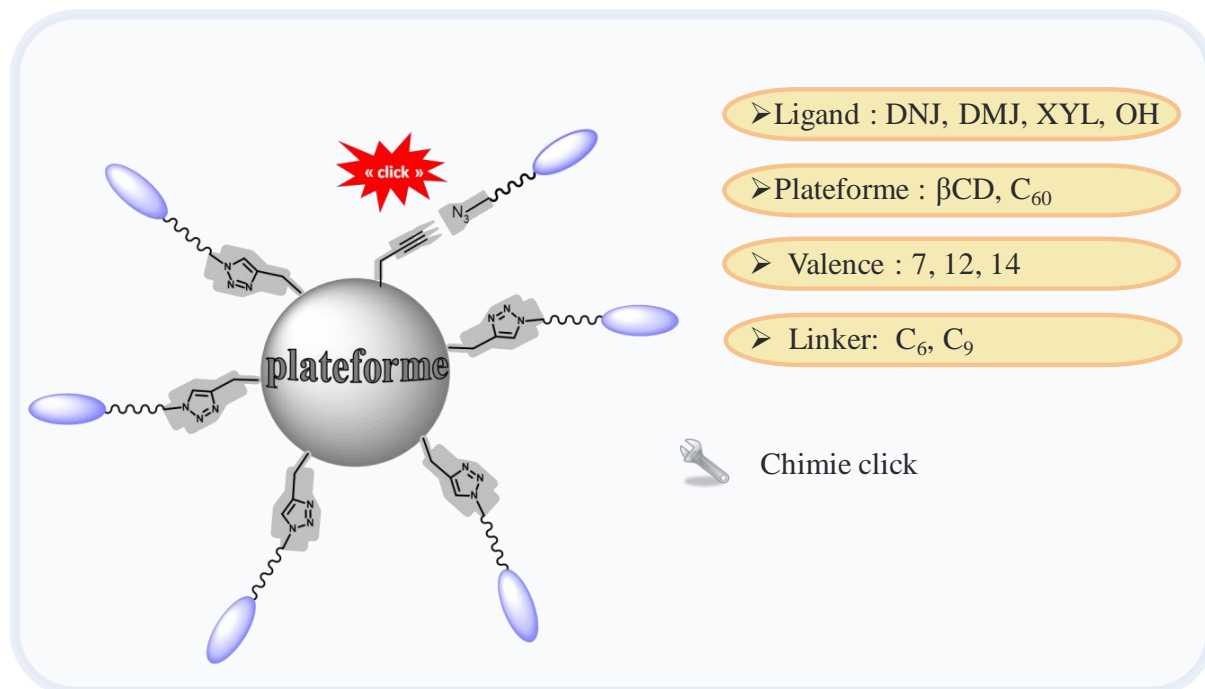 « click »
N₃
N
N=N
N
N
N
plateforme
N
N
N
N
N
N
N
N
N
➢Ligand : DNJ, DMJ, XYL, OH
➢Plateforme : βCD, C₆₀
➢ Valence : 7, 12, 14
➢ Linker: C₆, C₉
Chimie click